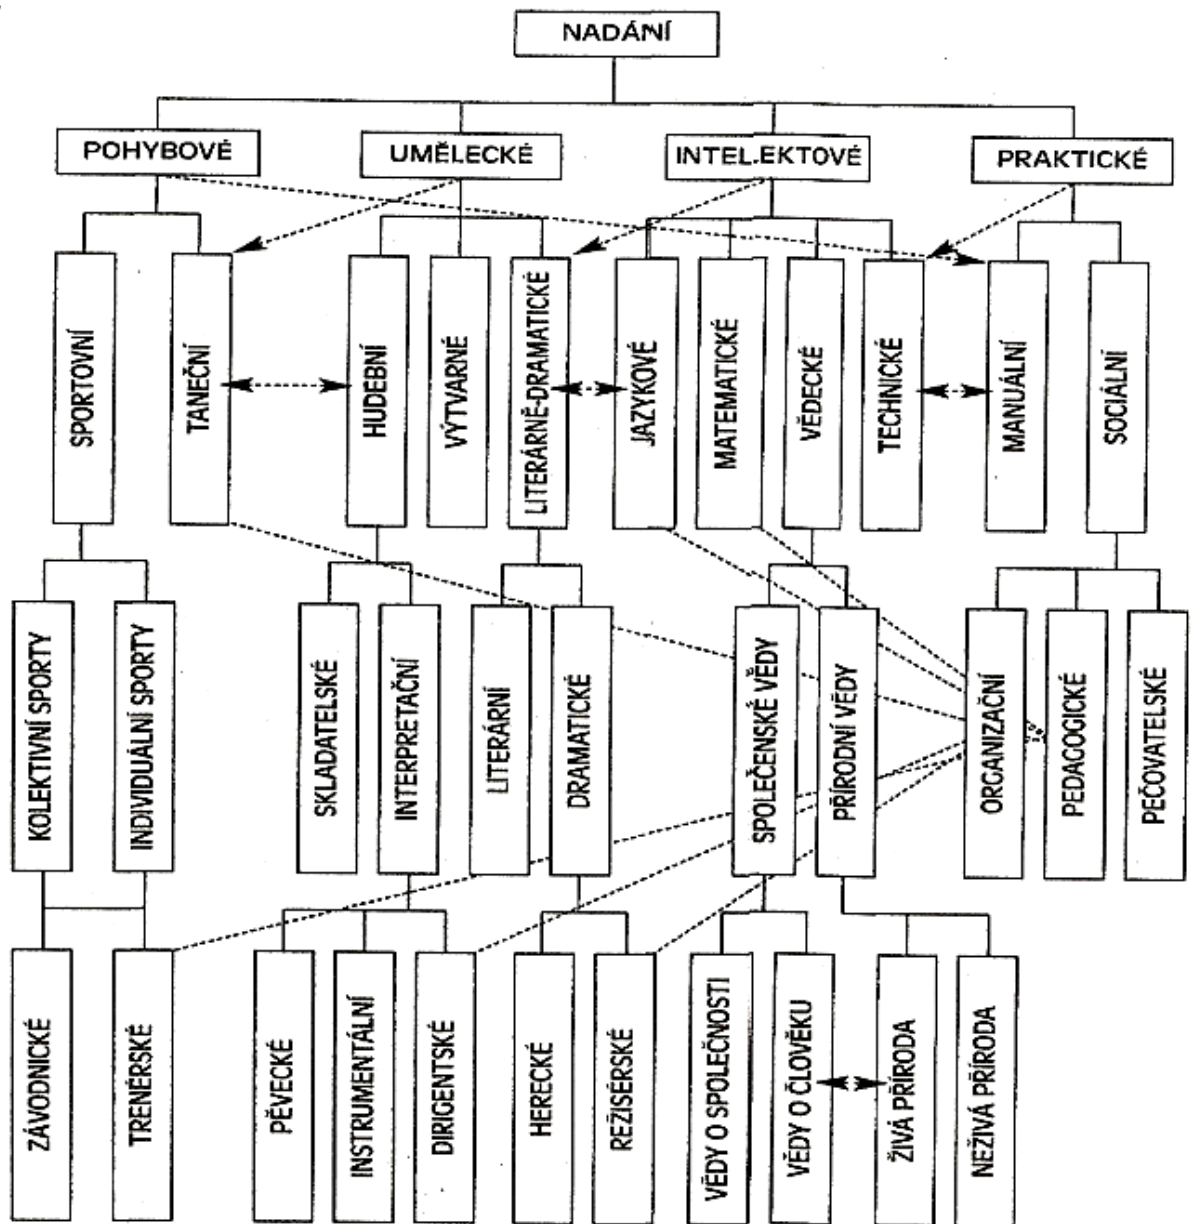 NADÁNÍ
POHYBOVÉ
UMĚLECKÉ
INTELEKTOVÉ
PRAKTICKÉ
SPORTOVNÍ
TANEČNÍ
HUDEBNÍ
VÝTVARNÉ
LITERÁRNĚ-DRAMATICKÉ
JAZYKOVÉ
MATEMATICKÉ
VĚDECKÉ
TECHNICKÉ
MANUÁLNÍ
SOCIÁLNÍ
KOLEKTIVNÍ SPORTY
INDIVIDUÁLNÍ SPORTY
SKLADATELSKÉ
INTERPRETAČNÍ
LITERÁRNÍ
DRAMATICKÉ
SPOLEČENSKÉ VĚDY
PŘÍRODNÍ VĚDY
ORGANIZAČNÍ
PEDAGOGICKÉ
PEČOVATELSKÉ
ZÁVODNICKÉ
TRENÉRSKÉ
PĚVECKÉ
INSTRUMENTÁLNÍ
DIRIGENTSKÉ
HERECKÉ
REŽISÉRSKÉ
VĚDY O SPOLEČNOSTI
VĚDY O ČLOVĚKU
ŽIVÁ PŘÍRODA
NEŽIVÁ PŘÍRODA